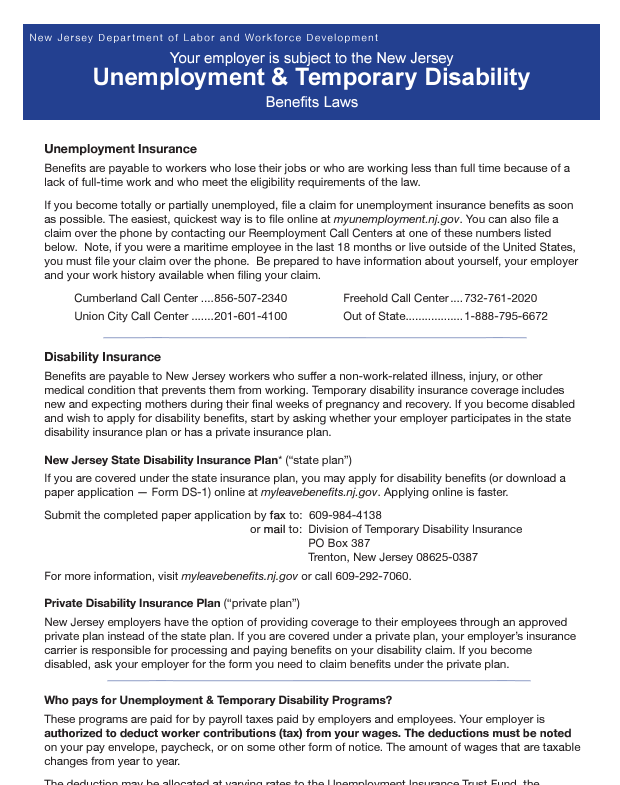 New Jersey Department of Labor and Workforce Development
Your employer is subject to the New Jersey
Unemployment & Temporary Disability
Benefits Laws
Unemployment Insurance
Benefits are payable to workers who lose their jobs or who are working less than full time because of a
lack of full-time work and who meet the eligibility requirements of the law.
If you become totally or partially unemployed, file a claim for unemployment insurance benefits as soon
as possible. The easiest, quickest way is to file online at myunemployment.nj.gov. You can also file a
claim over the phone by contacting our Reemployment Call Centers at one of these numbers listed
below.  Note, if you were a maritime employee in the last 18 months or live outside of the United States,
you must file your claim over the phone.  Be prepared to have information about yourself, your employer
and your work history available when filing your claim.
Cumberland Call Center ....856-507-2340 Freehold Call Center....732-761-2020
Union City Call Center .......201-601-4100 Out of State..................1-888-795-6672
Disability Insurance
Benefits are payable to New Jersey workers who suffer a non-work-related illness, injury, or other
medical condition that prevents them from working. Temporary disability insurance coverage includes
new and expecting mothers during their final weeks of pregnancy and recovery. If you become disabled
and wish to apply for disability benefits, start by asking whether your employer participates in the state
disability insurance plan or has a private insurance plan.
New Jersey State Disability Insurance Plan* (“state plan”)
If you are covered under the state insurance plan, you may apply for disability benefits (or download a
paper application — Form DS-1) online at myleavebenefits.nj.gov. Applying online is faster.
Submit the completed paper application by fax to: 609-984-4138
or mail to: Division of Temporary Disability Insurance
PO Box 387
Trenton, New Jersey 08625-0387
For more information, visit myleavebenefits.nj.gov or call 609-292-7060.
Private Disability Insurance Plan (“private plan”)
New Jersey employers have the option of providing coverage to their employees through an approved
private plan instead of the state plan. If you are covered under a private plan, your employer’s insurance
carrier is responsible for processing and paying benefits on your disability claim. If you become
disabled, ask your employer for the form you need to claim benefits under the private plan.
Who pays for Unemployment & Temporary Disability Programs?
These programs are paid for by payroll taxes paid by employers and employees. Your employer is
authorized to deduct worker contributions (tax) from your wages. The deductions must be noted
on your pay envelope, paycheck, or on some other form of notice. The amount of wages that are taxable
changes from year to year.
The deduction may be allocated at varying rates to the Unemployment Insurance Trust Fund, the